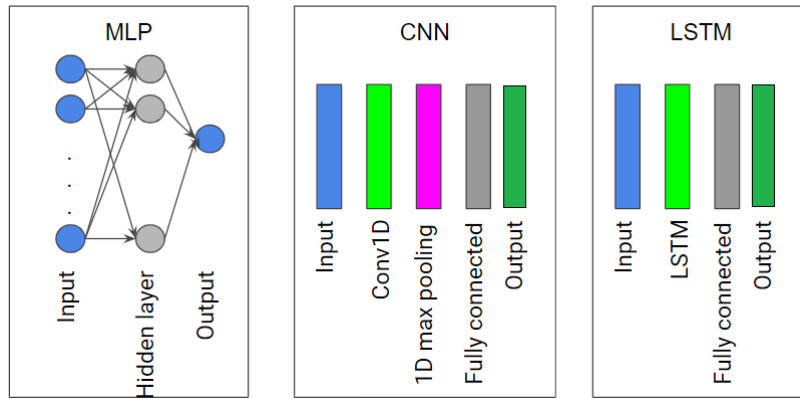 MLP
Input
Hidden layer
Output
CNN
Input
Conv1D
1D max pooling
Fully connected
Output
LSTM
Input
LSTM
Fully connected
Output